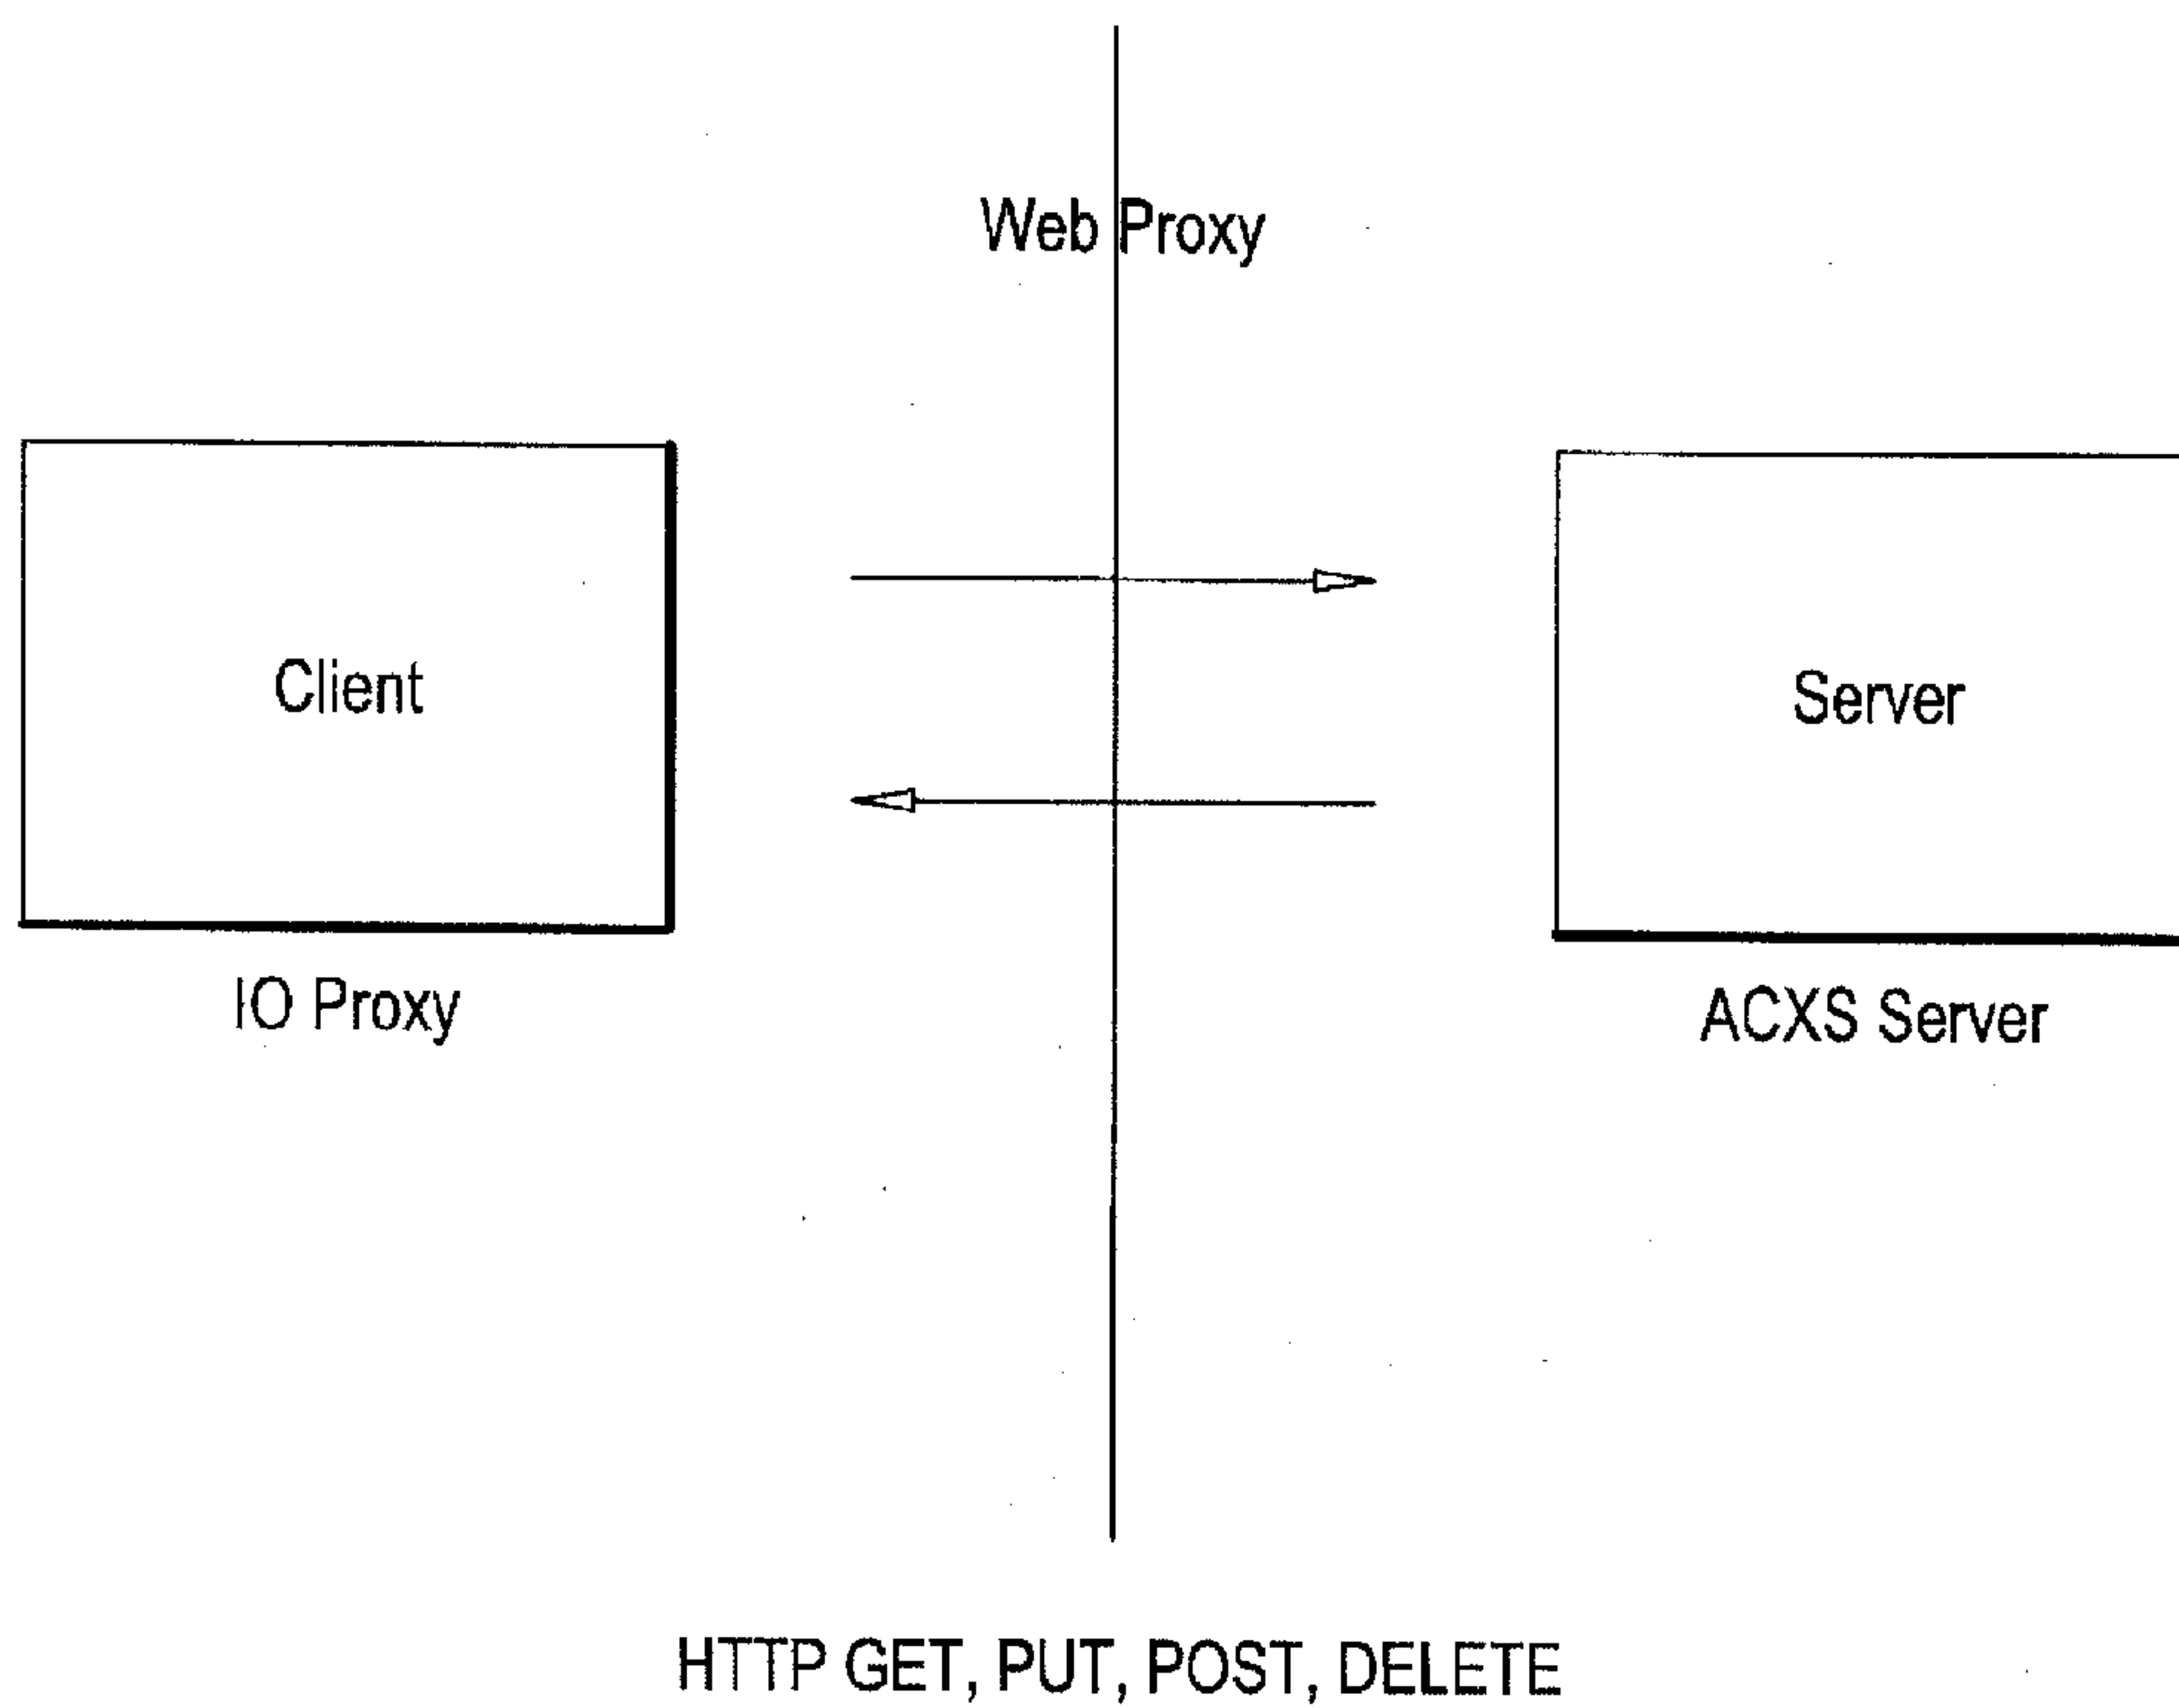 Web Proxy
Client
Server
IO Proxy
ACXS Server
HTTP GET, PUT, POST, DELETE